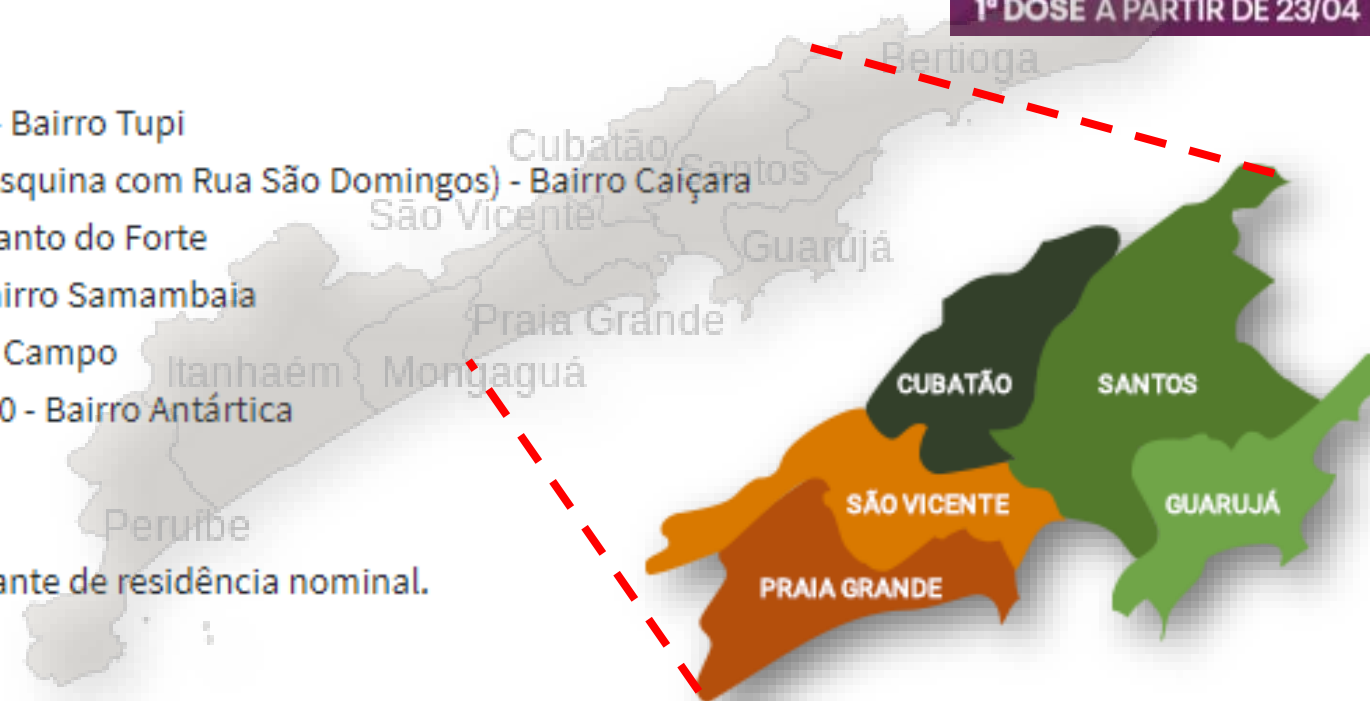 1ª DOSE A PARTIR DE 23/04
Bertioga
- Bairro Tupi
Cubatão
Santos
squina com Rua São Domingos) - Bairro Caiçara
São Vicente
anto do Forte
Guarujá
airro Samambaia
Praia Grande
Campo
Itanhaém
Mongaguá
CUBATÃO
SANTOS
0 - Bairro Antártica
SÃO VICENTE
GUARUJÁ
Peruíbe
ante de residência nominal.
PRAIA GRANDE